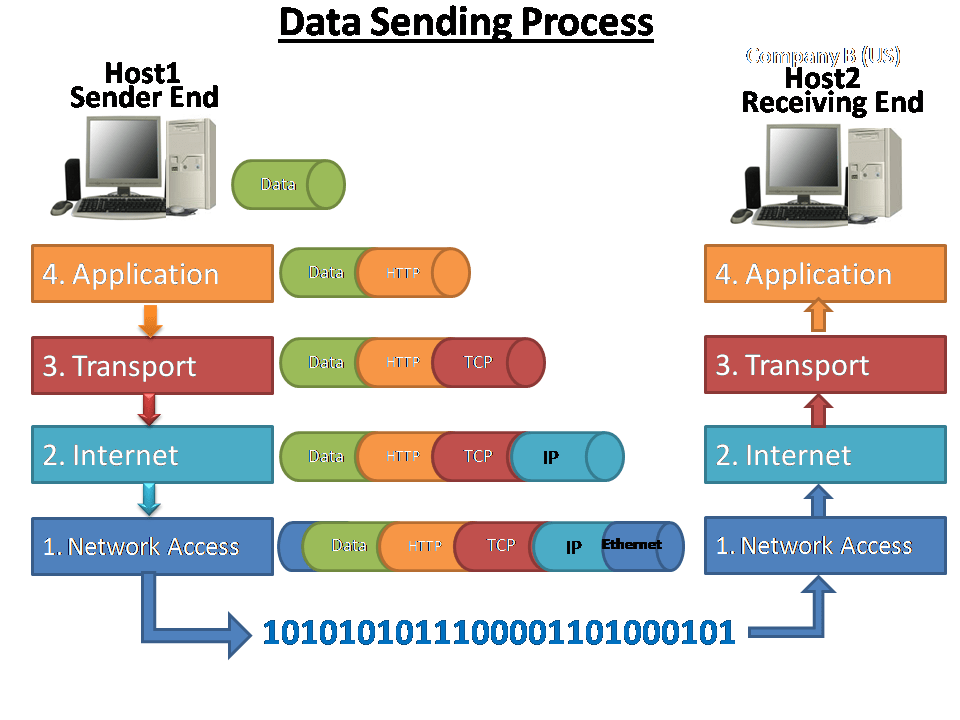 Data Sending Process
Company B (US)
Host1
Sender End
Host2
Receiving End
Data
4. Application
Data HTTP
4. Application
3. Transport
Data HTTP TCP
3. Transport
2. Internet
Data HTTP TCP IP
2. Internet
1. Network Access
Data HTTP TCP IP Ethernet
1. Network Access
1010101011100001101000101